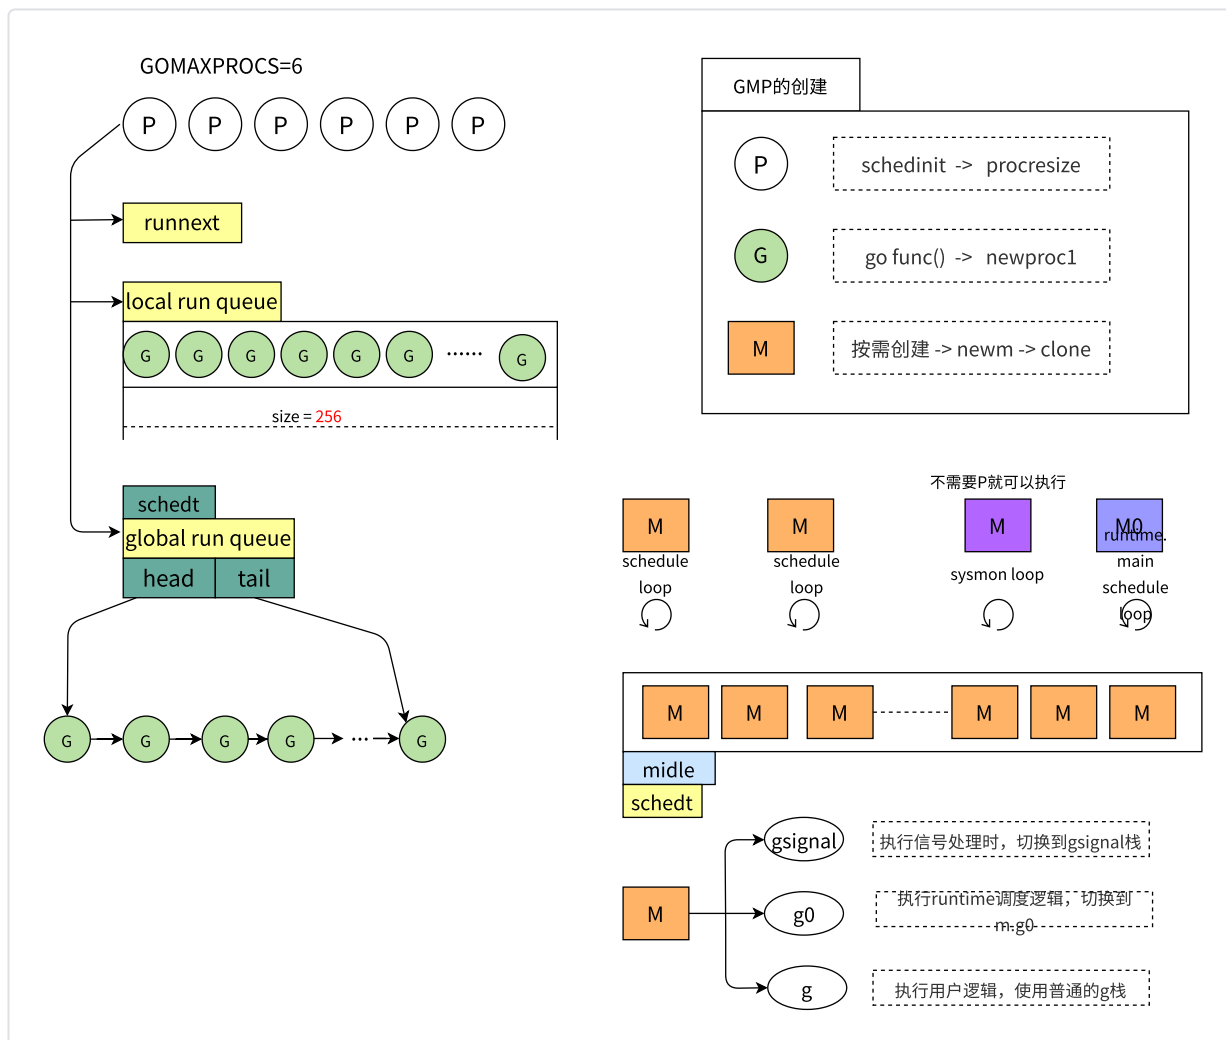 GOMAXPROCS=6
P P P P P P
runnext
local run queue
G G G G G G ...... G
size = 256
schedt
global run queue
head tail
G G G G ... G
GMP的创建
P schedinit -> procresize
G go func() -> newproc1
M 按需创建 -> newm -> clone
不需要P就可以执行
M M M M0
schedule
loop
schedule
loop
sysmon loop
runtime.
main
schedule
loop
M M M M M M
midle
schedt
gsignal 执行信号处理时，切换到gsignal栈
M g0 执行runtime调度逻辑，切换到
m.g0
g 执行用户逻辑，使用普通的g栈